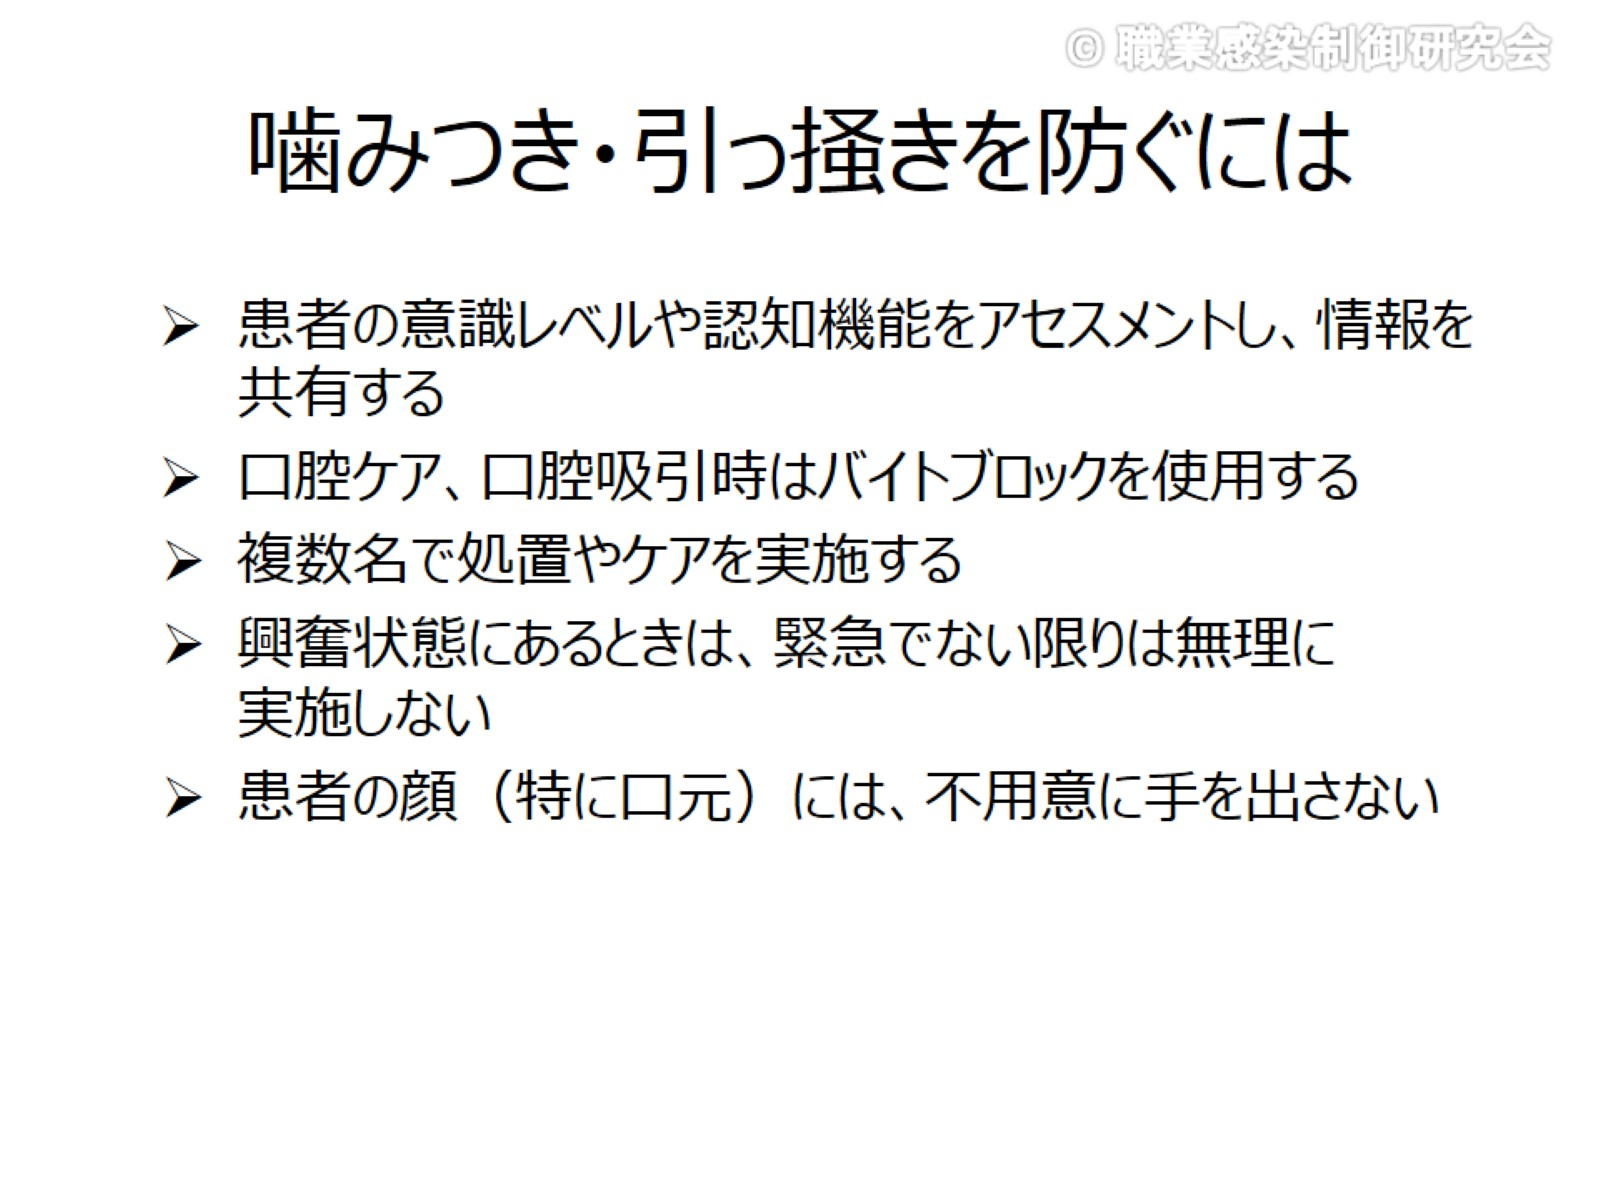 © 職業感染制御研究会
噛みつき・引っ掻きを防ぐには
➢ 患者の意識レベルや認知機能をアセスメントし、情報を
共有する
➢ 口腔ケア、口腔吸引時はバイトブロックを使用する
➢ 複数名で処置やケアを実施する
➢ 興奮状態にあるときは、緊急でない限りは無理に
実施しない
➢ 患者の顔（特に口元）には、不用意に手を出さない